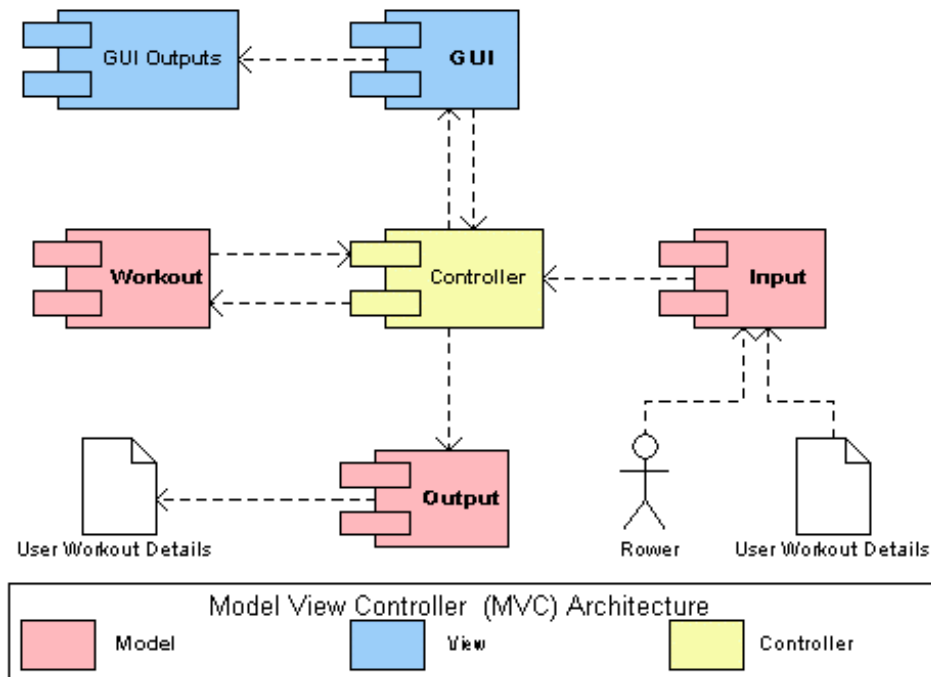 GUI Outputs
GUI
Workout
Controller
Input
Output
User Workout Details
Rower
User Workout Details
Model View Controller (MVC) Architecture
Model
View
Controller